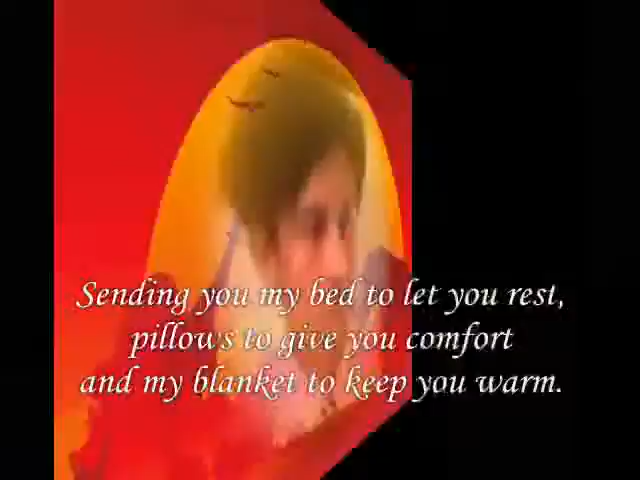 Sending you my bed to let you rest,
pillows to give you comfort
and my blanket to keep you warm.